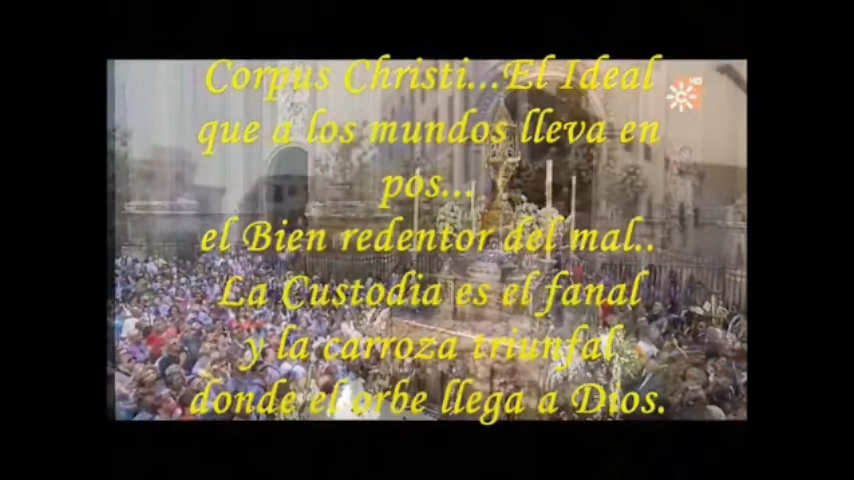 Corpus Christi...El Ideal
que a los mundos lleva en
pos...
el Bien redentor del mal..
La Custodia es el fanal
y la carroza triunfal
donde el orbe llega a Dios.
HD